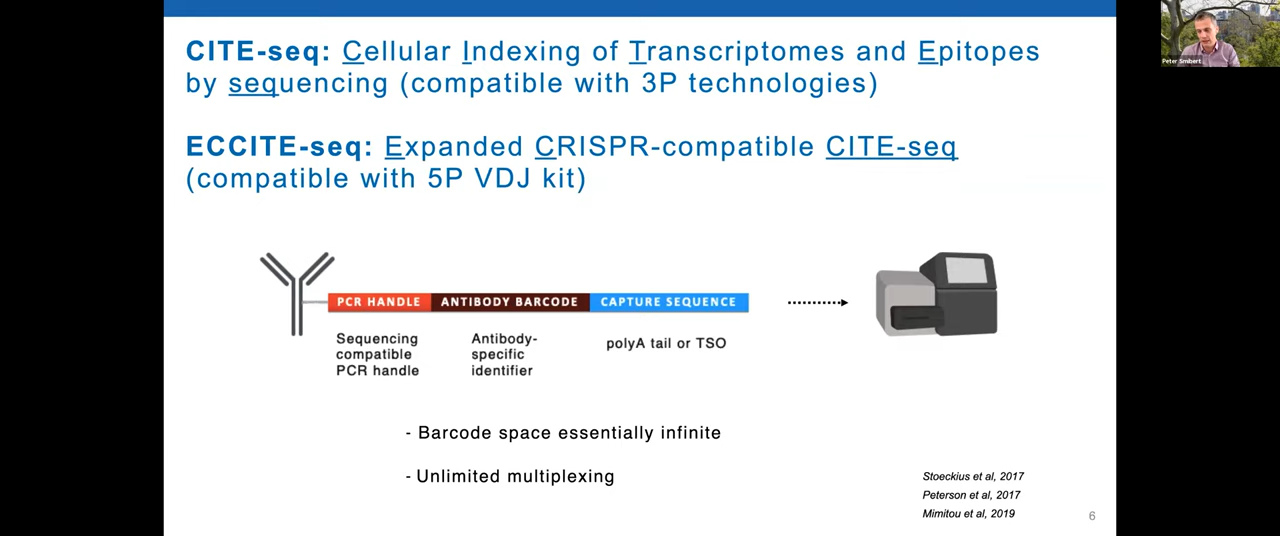 CITE-seq: Cellular Indexing of Transcriptomes and Epitopes
by sequencing (compatible with 3P technologies)
ECCITE-seq: Expanded CRISPR-compatible CITE-seq
(compatible with 5P VDJ kit)
PCR HANDLE ANTIBODY BARCODE CAPTURE SEQUENCE
Sequencing
compatible
PCR handle
Antibody-
specific
identifier
polyA tail or TSO
- Barcode space essentially infinite
- Unlimited multiplexing
Stoeckius et al, 2017
Peterson et al, 2017
Mimitou et al, 2019
6
Peter Smibert